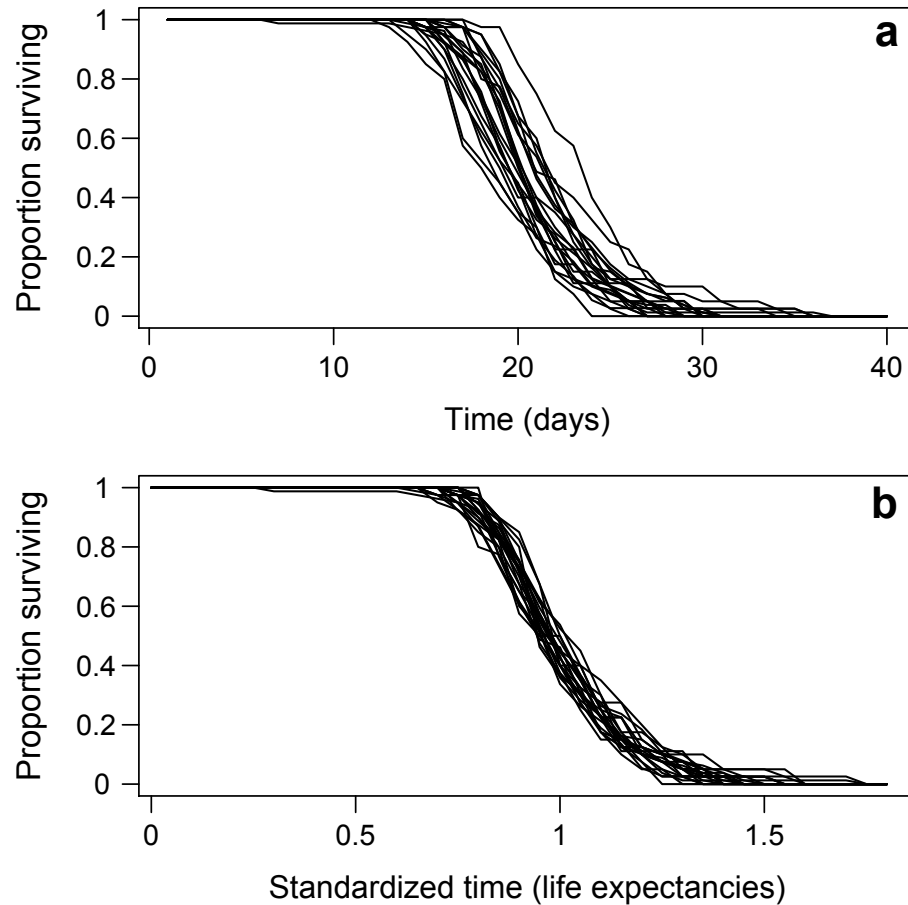 a
Proportion surviving
1
0.8
0.6
0.4
0.2
0
0 10 20 30 40
Time (days)
b
Proportion surviving
1
0.8
0.6
0.4
0.2
0
0 0.5 1 1.5
Standardized time (life expectancies)